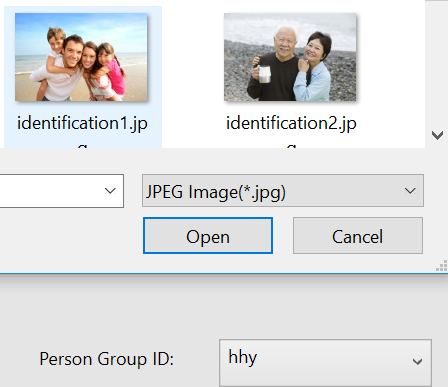 identification1.jp
identification2.jp
JPEG Image(*.jpg)
Open
Cancel
Person Group ID:
hhy